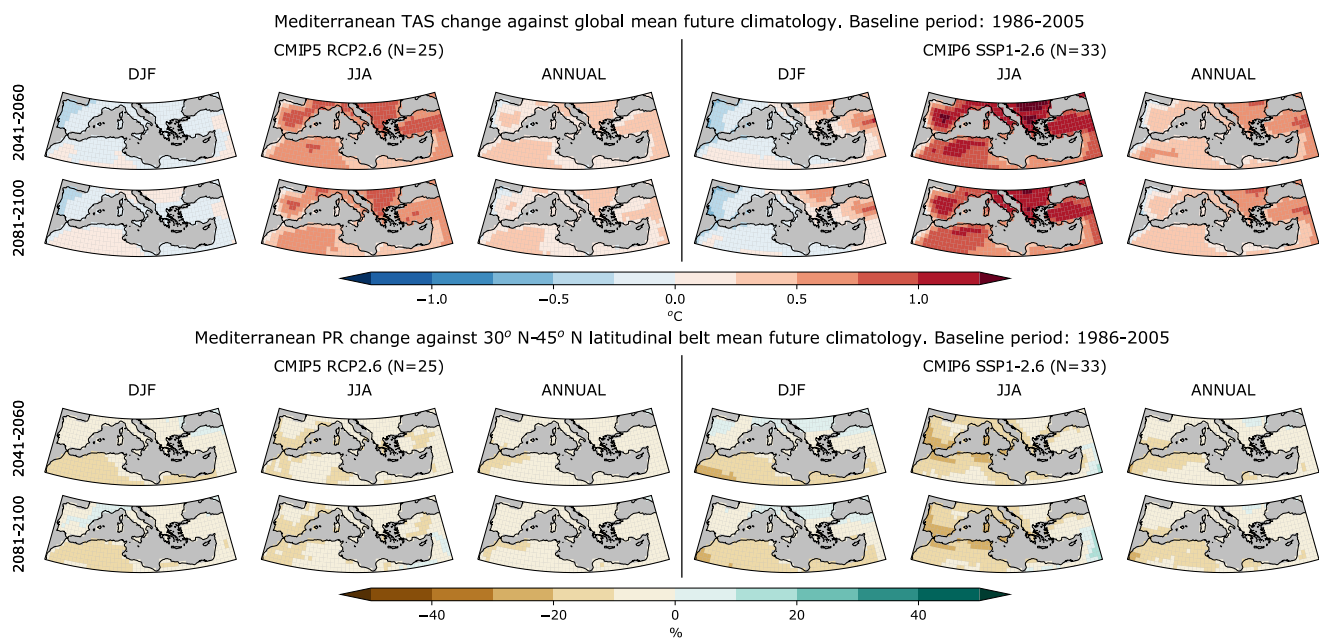 Mediterranean TAS change against global mean future climatology. Baseline period: 1986-2005
CMIP5 RCP2.6 (N=25)
CMIP6 SSP1-2.6 (N=33)
DJF
JJA
ANNUAL
DJF
JJA
ANNUAL
2041-2060
2081-2100
−1.0
−0.5
0.0
0.5
1.0
°C
Mediterranean PR change against 30° N-45° N latitudinal belt mean future climatology. Baseline period: 1986-2005
CMIP5 RCP2.6 (N=25)
CMIP6 SSP1-2.6 (N=33)
DJF
JJA
ANNUAL
DJF
JJA
ANNUAL
2041-2060
2081-2100
−40
−20
0
20
40
%